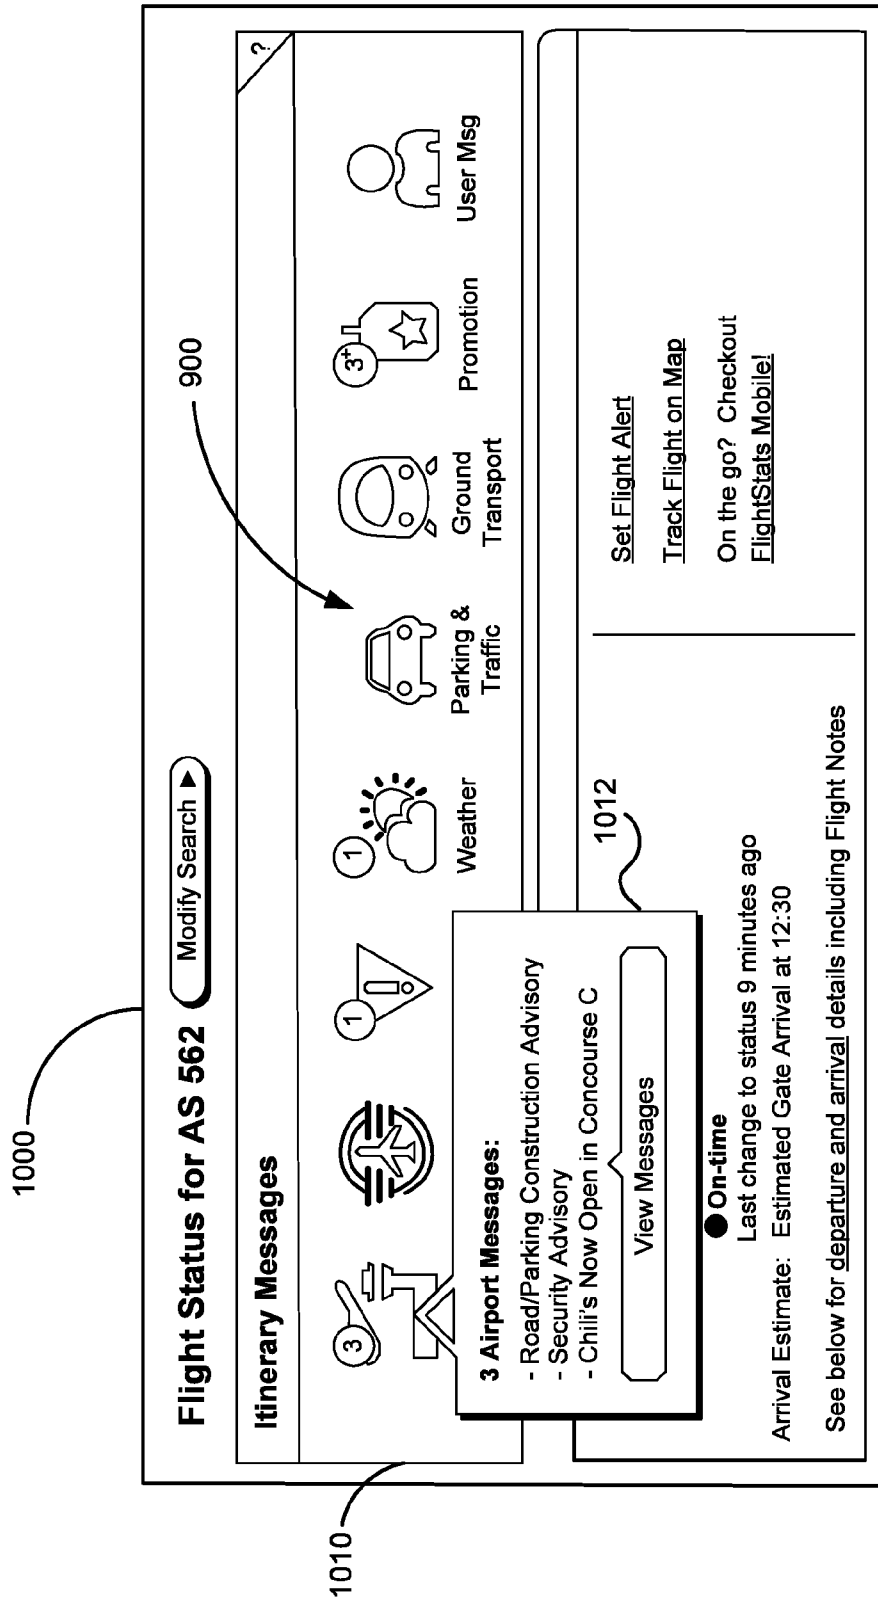 1000
Flight Status for AS 562
Modify Search ►
900
1010
Itinerary Messages
?
3
1
1
3+
Weather
Parking &
Traffic
Ground
Transport
Promotion
User Msg
3 Airport Messages:
- Road/Parking Construction Advisory
- Security Advisory
- Chili's Now Open in Concourse C
View Messages
1012
On-time
Last change to status 9 minutes ago
Arrival Estimate: Estimated Gate Arrival at 12:30
See below for departure and arrival details including Flight Notes
Set Flight Alert
Track Flight on Map
On the go? Checkout
FlightStats Mobile!